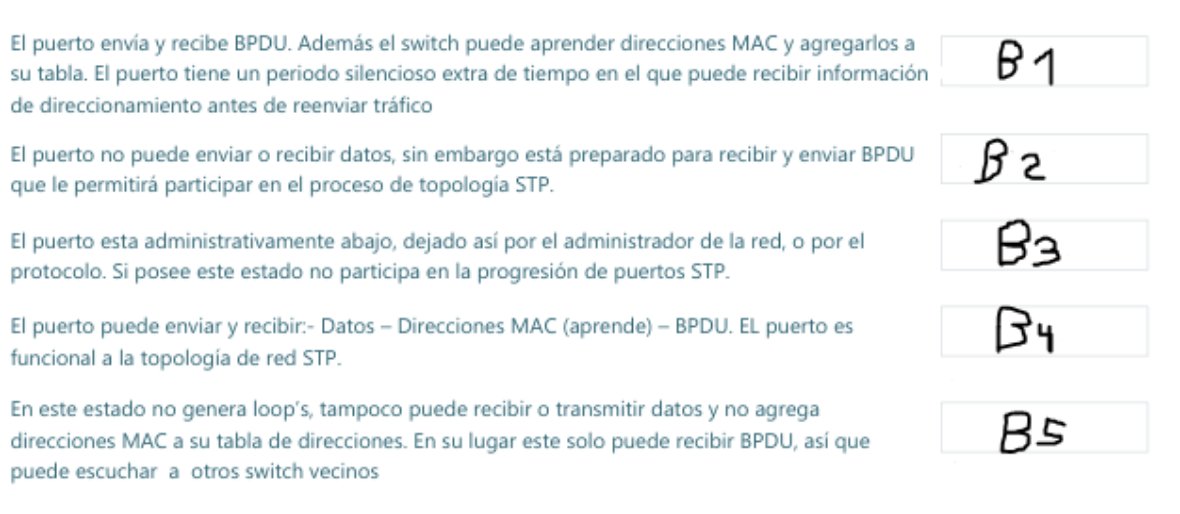 El puerto envía y recibe BPDU. Además el switch puede aprender direcciones MAC y agregarlos a
su tabla. El puerto tiene un periodo silencioso extra de tiempo en el que puede recibir información
de direccionamiento antes de reenviar tráfico
B1
El puerto no puede enviar o recibir datos, sin embargo está preparado para recibir y enviar BPDU
que le permitirá participar en el proceso de topología STP.
B2
El puerto esta administrativamente abajo, dejado así por el administrador de la red, o por el
protocolo. Si posee este estado no participa en la progresión de puertos STP.
B3
El puerto puede enviar y recibir:- Datos – Direcciones MAC (aprende) – BPDU. EL puerto es
funcional a la topología de red STP.
B4
En este estado no genera loop's, tampoco puede recibir o transmitir datos y no agrega
direcciones MAC a su tabla de direcciones. En su lugar este solo puede recibir BPDU, así que
puede escuchar a otros switch vecinos
B5